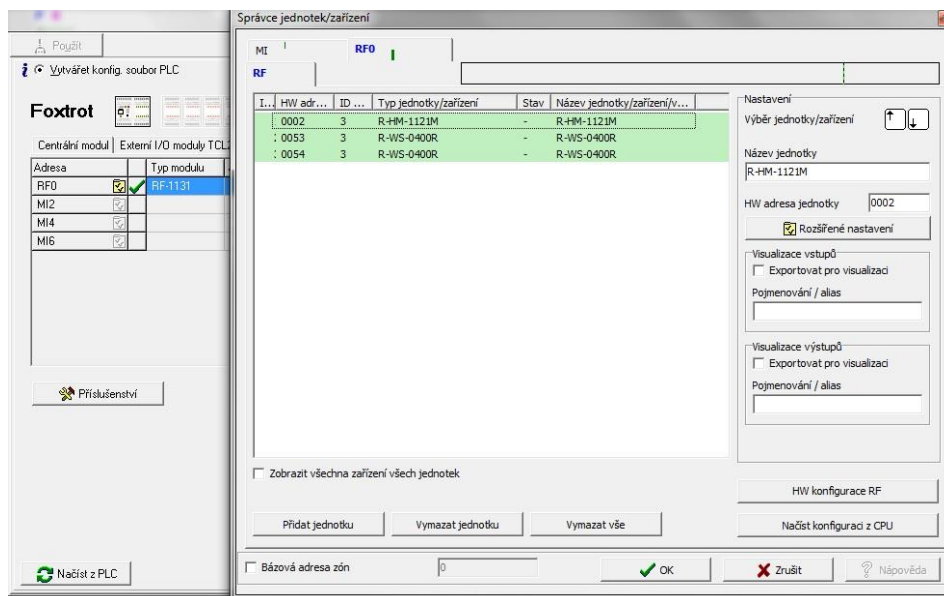 Správce jednotek/zařízení
Použít
Vytvářet konfig. soubor PLC
Foxtrot
Centrální modul
Externí I/O moduly TCL2
Adresa
Typ modulu
RF0
RF-1131
MI2
MI4
MI6
Příslušenství
Načíst z PLC
MI
RF0
RF
I...
HW adr...
ID ...
Typ jednotky/zařízení
Stav
Název jednotky/zařízení/v...
0002 3 R-HM-1121M - R-HM-1121M
0053 3 R-WS-0400R - R-WS-0400R
0054 3 R-WS-0400R - R-WS-0400R
Zobrazit všechna zařízení všech jednotek
Přidat jednotku
Vymazat jednotku
Vymazat vše
Nastavení
Výběr jednotky/zařízení
Název jednotky
R-HM-1121M
HW adresa jednotky
0002
Rozšířené nastavení
Visualizace vstupů
Exportovat pro visualizaci
Pojmenování / alias
Visualizace výstupů
Exportovat pro visualizaci
Pojmenování / alias
HW konfigurace RF
Načíst konfiguraci z CPU
Bázová adresa zón
0
OK
Zrušit
Nápověda